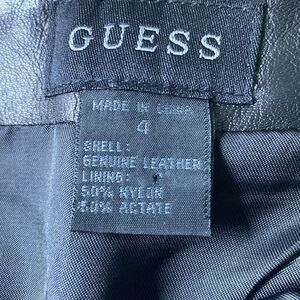 GUESS
MADE IN CHINA
4
SHELL:
GENUINE LEATHER
LINING:
50% NYLON
50% ACTATE